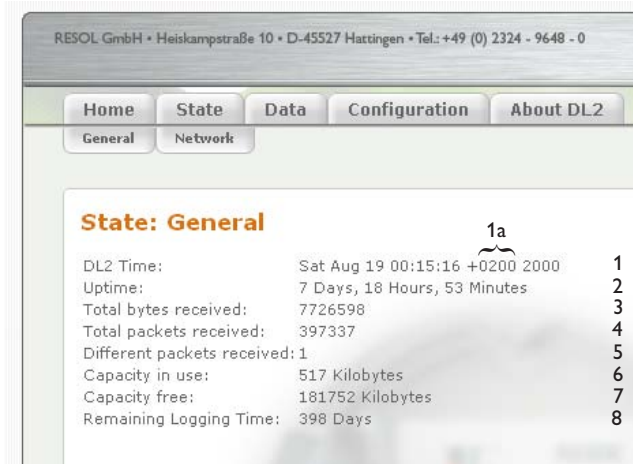 RESOL GmbH • Heiskampstraße 10 • D-45527 Hattingen • Tel.: +49 (0) 2324 - 9648 - 0
Home State Data Configuration About DL2
General Network
State: General
1a
DL2 Time: Sat Aug 19 00:15:16 +0200 2000 1
Uptime: 7 Days, 18 Hours, 53 Minutes 2
Total bytes received: 7726598 3
Total packets received: 397337 4
Different packets received: 1 5
Capacity in use: 517 Kilobytes 6
Capacity free: 181752 Kilobytes 7
Remaining Logging Time: 398 Days 8